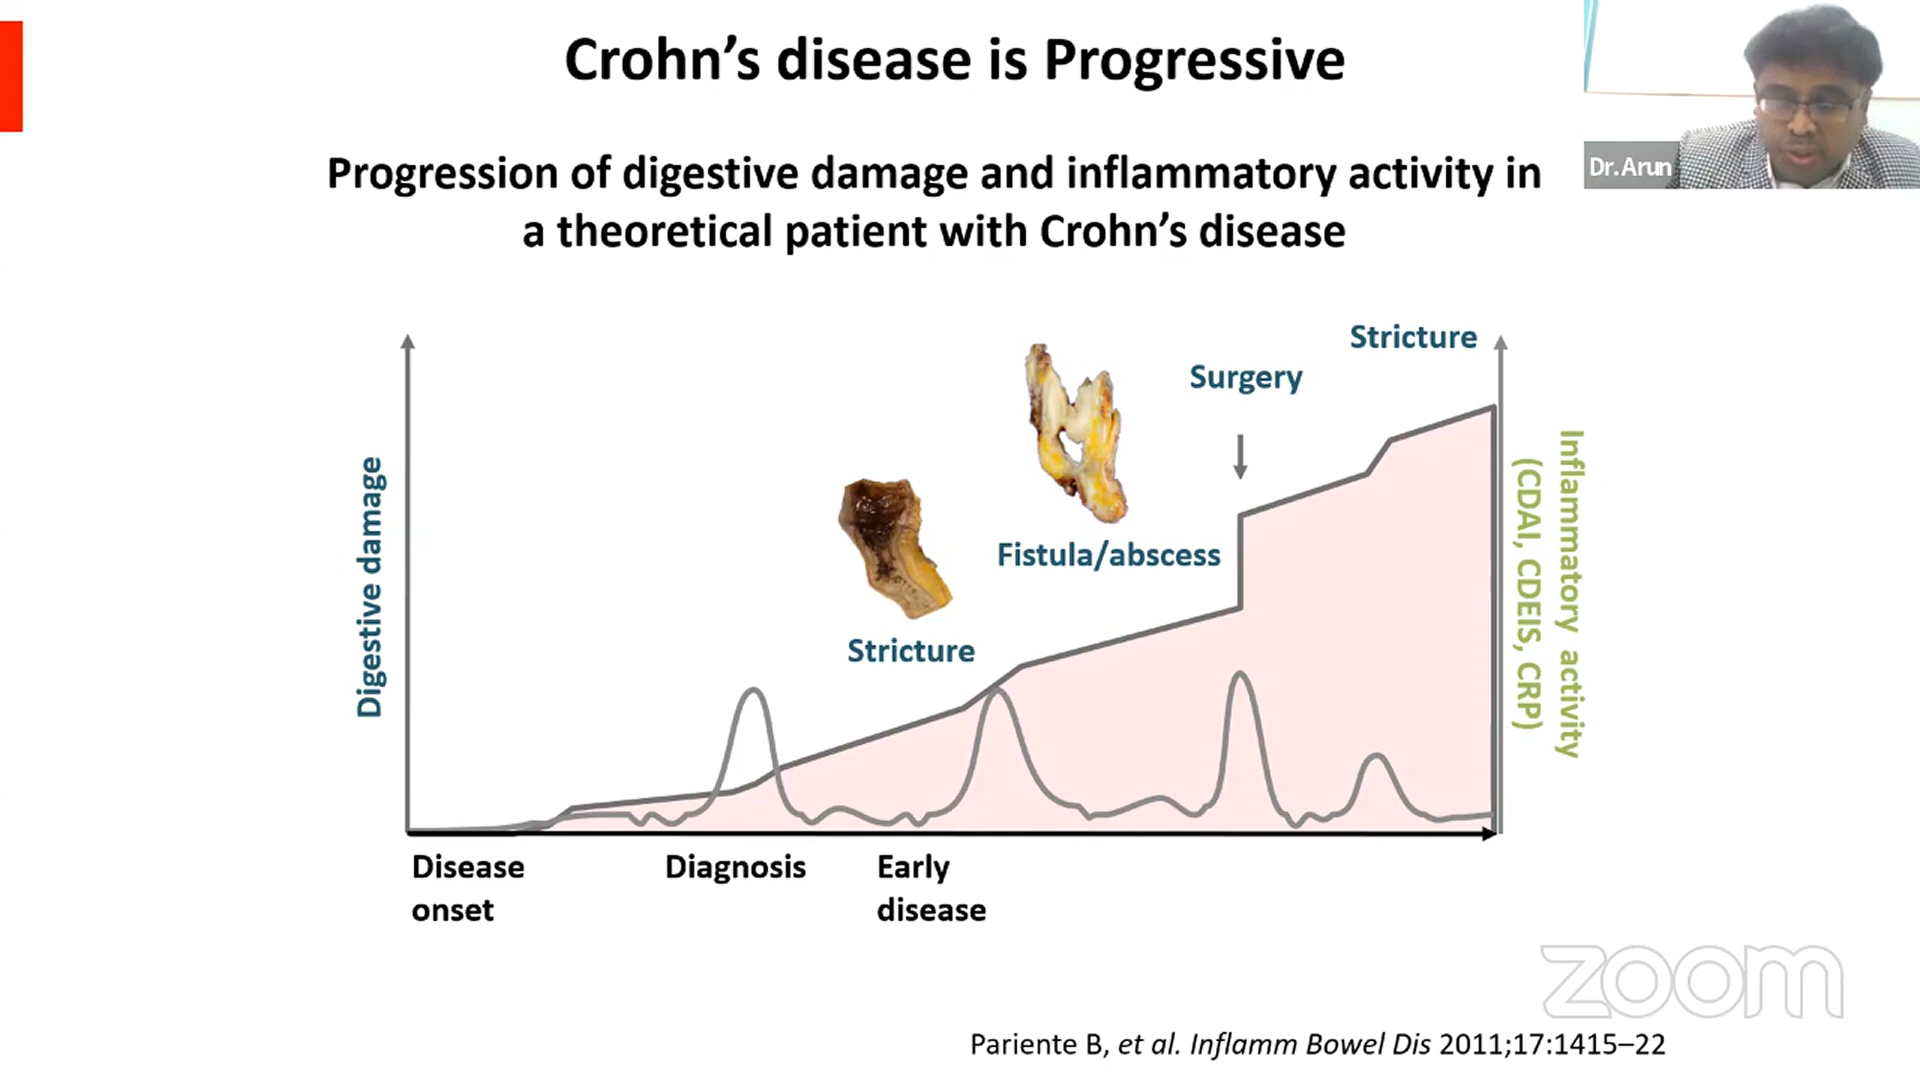 Crohn’s disease is Progressive
Dr. Arun
Progression of digestive damage and inflammatory activity in
a theoretical patient with Crohn’s disease
Stricture
Surgery
Fistula/abscess
Stricture
Digestive damage
Inflammatory activity
(CDAI, CDEIS, CRP)
Disease
onset
Diagnosis
Early
disease
zoom
Pariente B, et al. Inflamm Bowel Dis 2011;17:1415–22